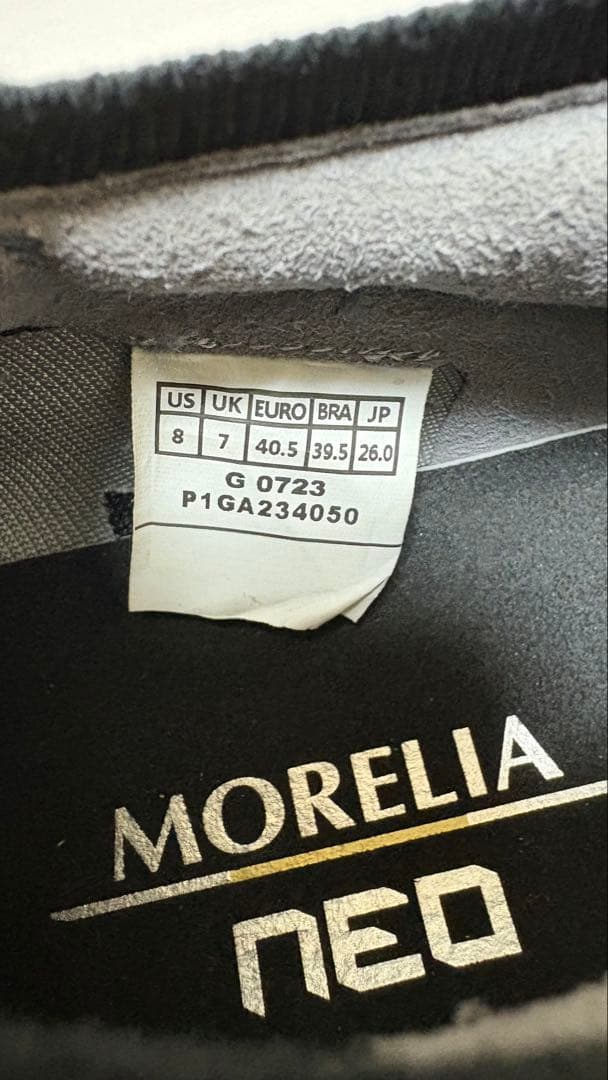 US UK EURO BRA JP
8 7 40.5 39.5 26.0
G 0723
P1GA234050
MORELIA
NEO